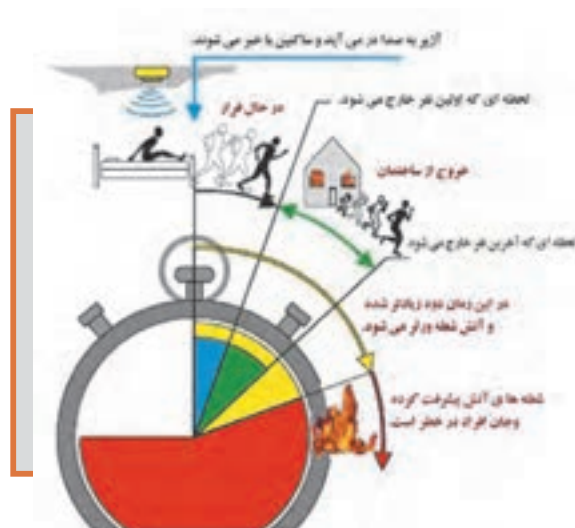 آژیر به صدا در می آید و ساکنین با خبر می شوند.
لحظه ای که اولین نفر خارج می شود.
در حال فرار
خروج از ساختمان
لحظه ای که آخرین نفر خارج می شود
در این زمان دود زیادتر شده
و آتش شعله ورتر می شود.
شعله های آتش پیشرفت کرده
وجان افراد در خطر است.